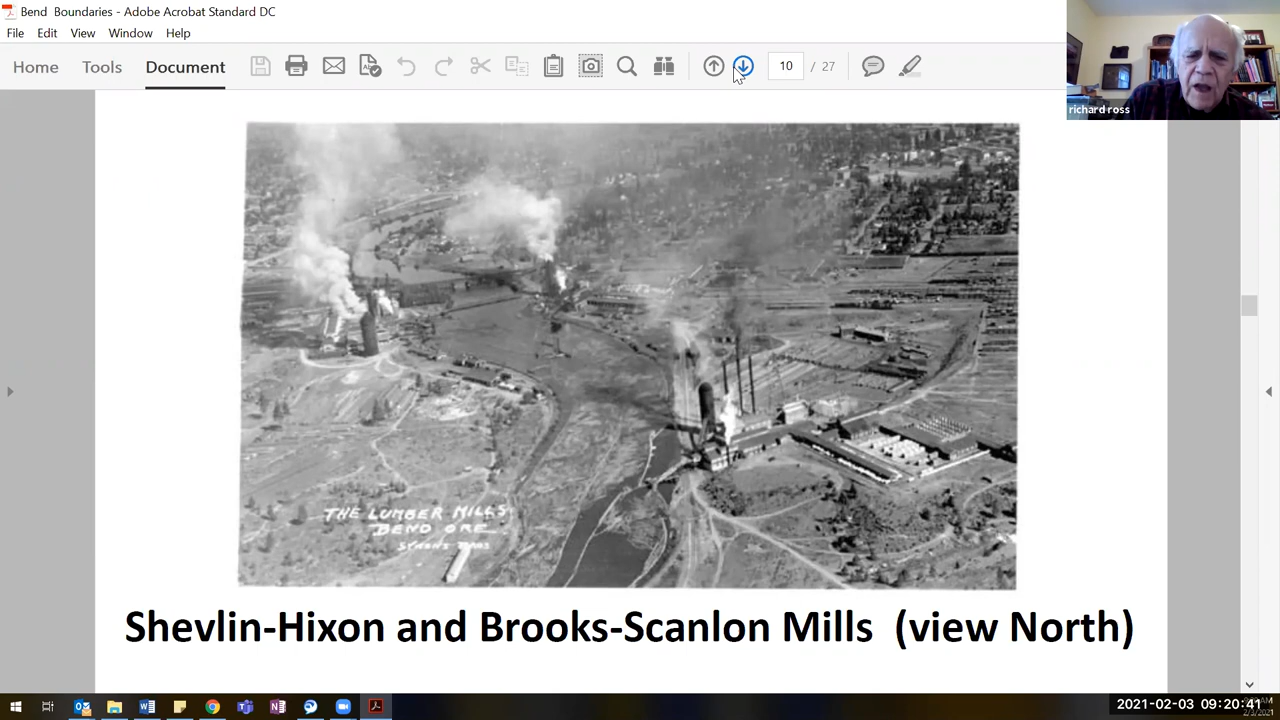 Bend Boundaries - Adobe Acrobat Standard DC
File Edit View Window Help
Home Tools Document
10 / 27
richard ross
THE LUMBER MILLS
BEND ORE
Shevlin-Hixon and Brooks-Scanlon Mills (view North)
2021-02-03 09:20:41